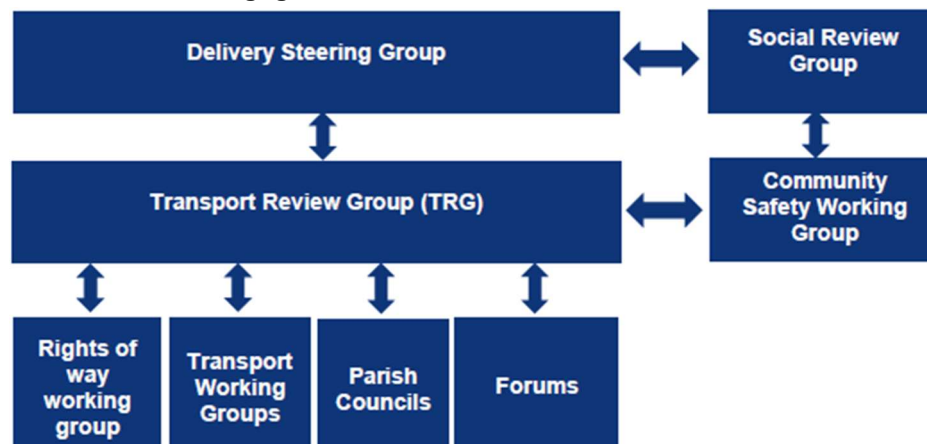 Delivery Steering Group
Social Review
Group
Transport Review Group (TRG)
Community
Safety Working
Group
Rights of
way
working
group
Transport
Working
Groups
Parish
Councils
Forums